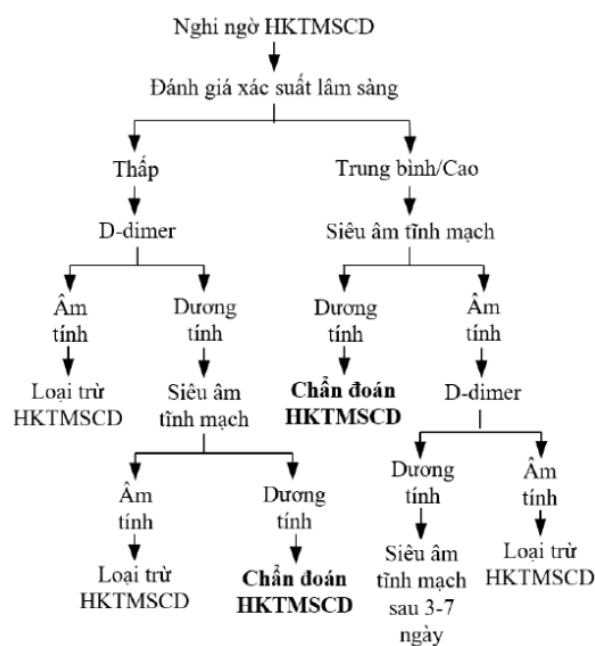 Nghi ngờ HKTMSCD
Đánh giá xác suất lâm sàng
Thấp
Trung bình/Cao
D-dimer
Siêu âm tĩnh mạch
Âm
tính
Dương
tính
Dương
tính
Âm
tính
Loại trừ
HKTMSCD
Siêu âm
tĩnh mạch
Chẩn đoán
HKTMSCD
D-dimer
Âm
tính
Dương
tính
Dương
tính
Âm
tính
Loại trừ
HKTMSCD
Chẩn đoán
HKTMSCD
Siêu âm
tĩnh mạch
sau 3-7
ngày
Loại trừ
HKTMSCD